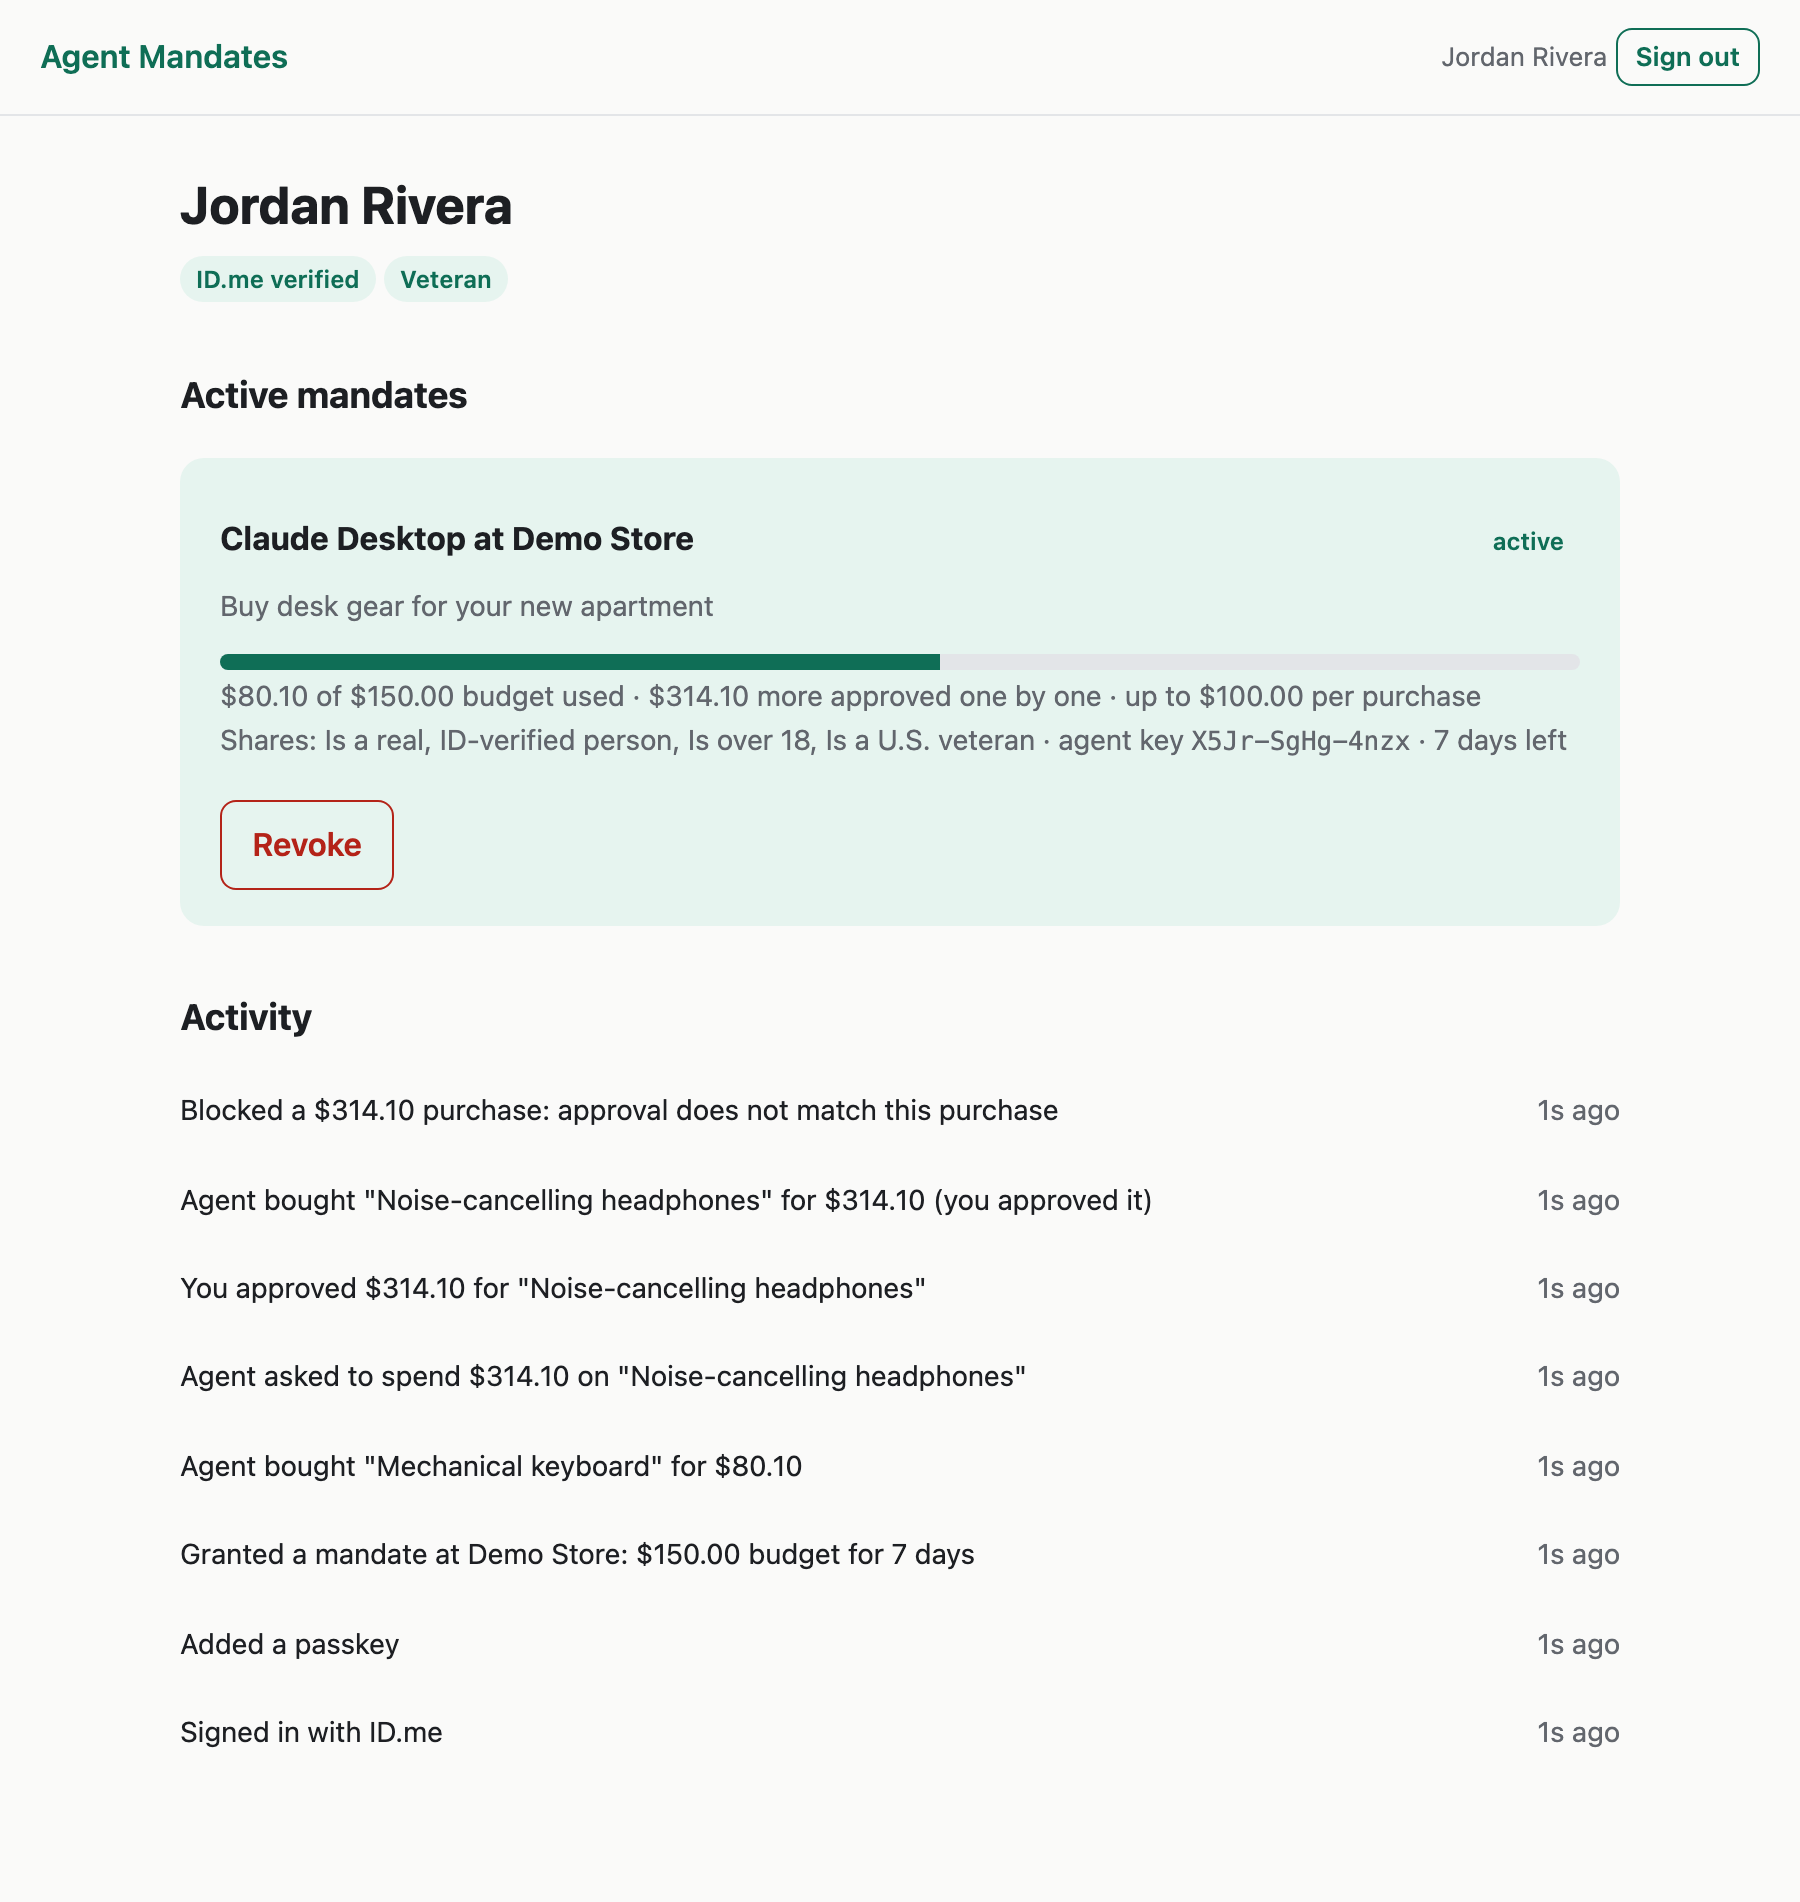 Agent Mandates
Jordan Rivera
Sign out
Jordan Rivera
ID.me verified
Veteran
Active mandates
Claude Desktop at Demo Store
active
Buy desk gear for your new apartment
$80.10 of $150.00 budget used · $314.10 more approved one by one · up to $100.00 per purchase
Shares: Is a real, ID-verified person, Is over 18, Is a U.S. veteran · agent key X5Jr–SgHg–4nzx · 7 days left
Revoke
Activity
Blocked a $314.10 purchase: approval does not match this purchase
1s ago
Agent bought "Noise-cancelling headphones" for $314.10 (you approved it)
1s ago
You approved $314.10 for "Noise-cancelling headphones"
1s ago
Agent asked to spend $314.10 on "Noise-cancelling headphones"
1s ago
Agent bought "Mechanical keyboard" for $80.10
1s ago
Granted a mandate at Demo Store: $150.00 budget for 7 days
1s ago
Added a passkey
1s ago
Signed in with ID.me
1s ago